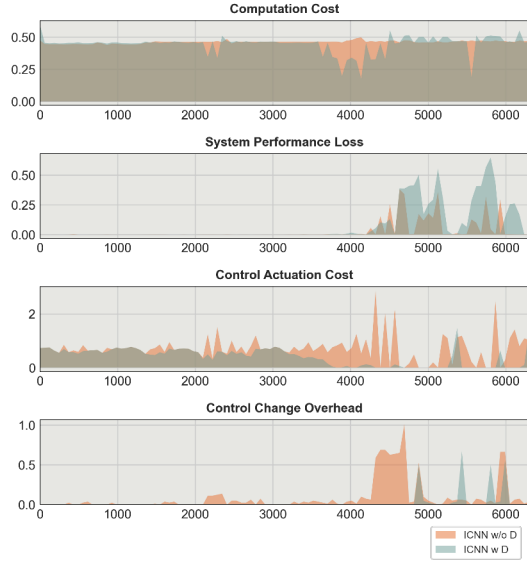 Computation Cost
0.50
0.25
0.00
0 1000 2000 3000 4000 5000 6000
System Performance Loss
0.50
0.25
0.00
0 1000 2000 3000 4000 5000 6000
Control Actuation Cost
2
0
0 1000 2000 3000 4000 5000 6000
Control Change Overhead
1.0
0.5
0.0
0 1000 2000 3000 4000 5000 6000
ICNN w/o D
ICNN w D